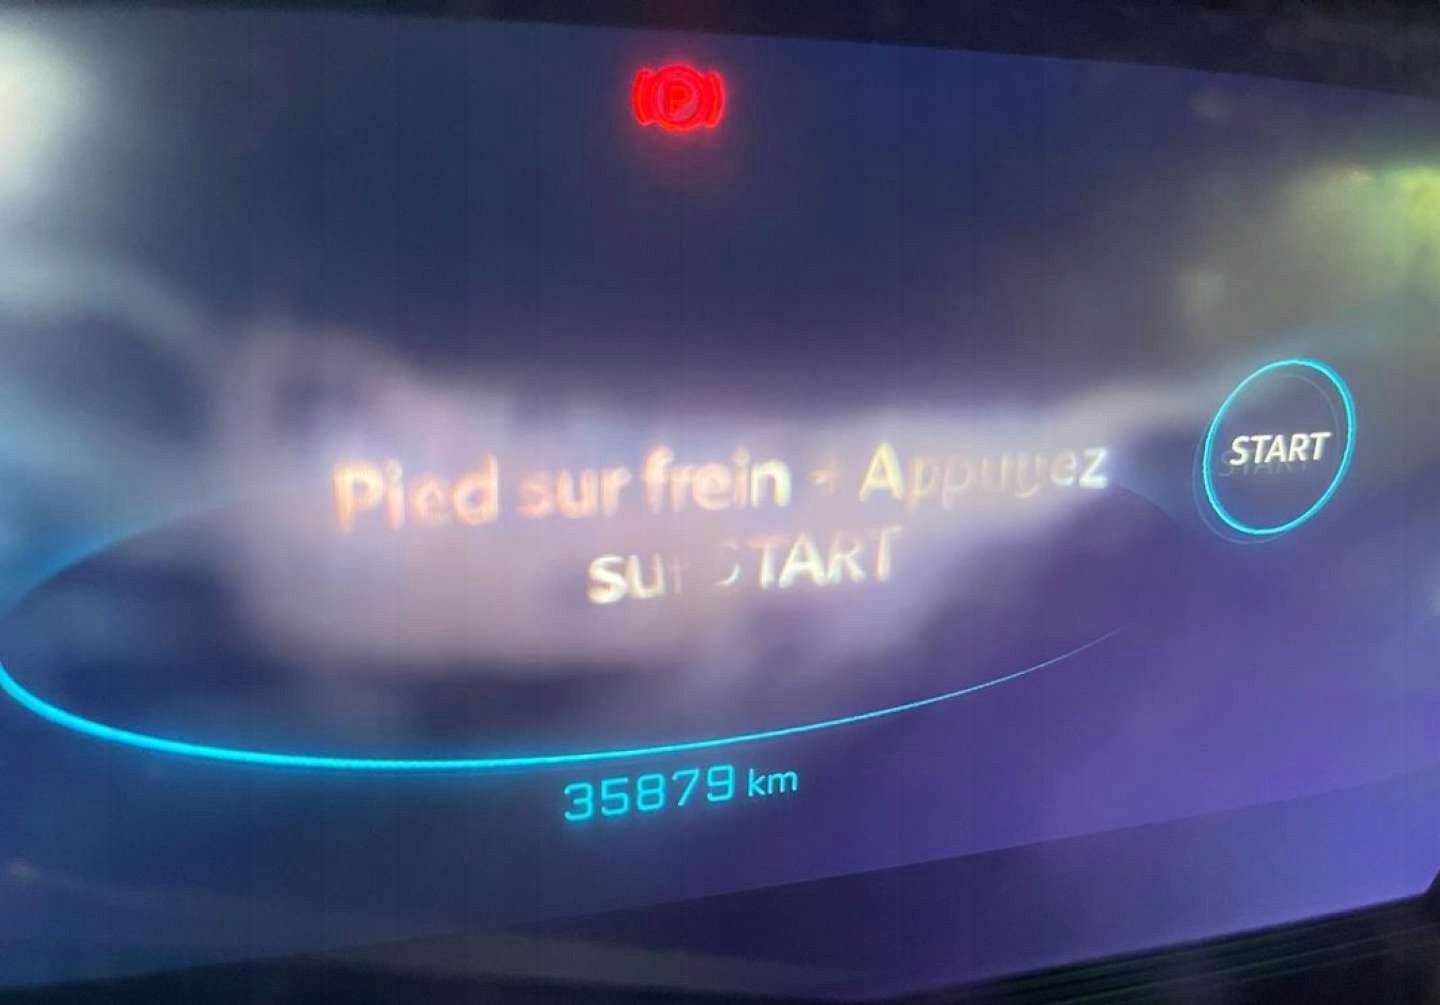 P
Pied sur frein + Appuyez
START
sur START
35879 km